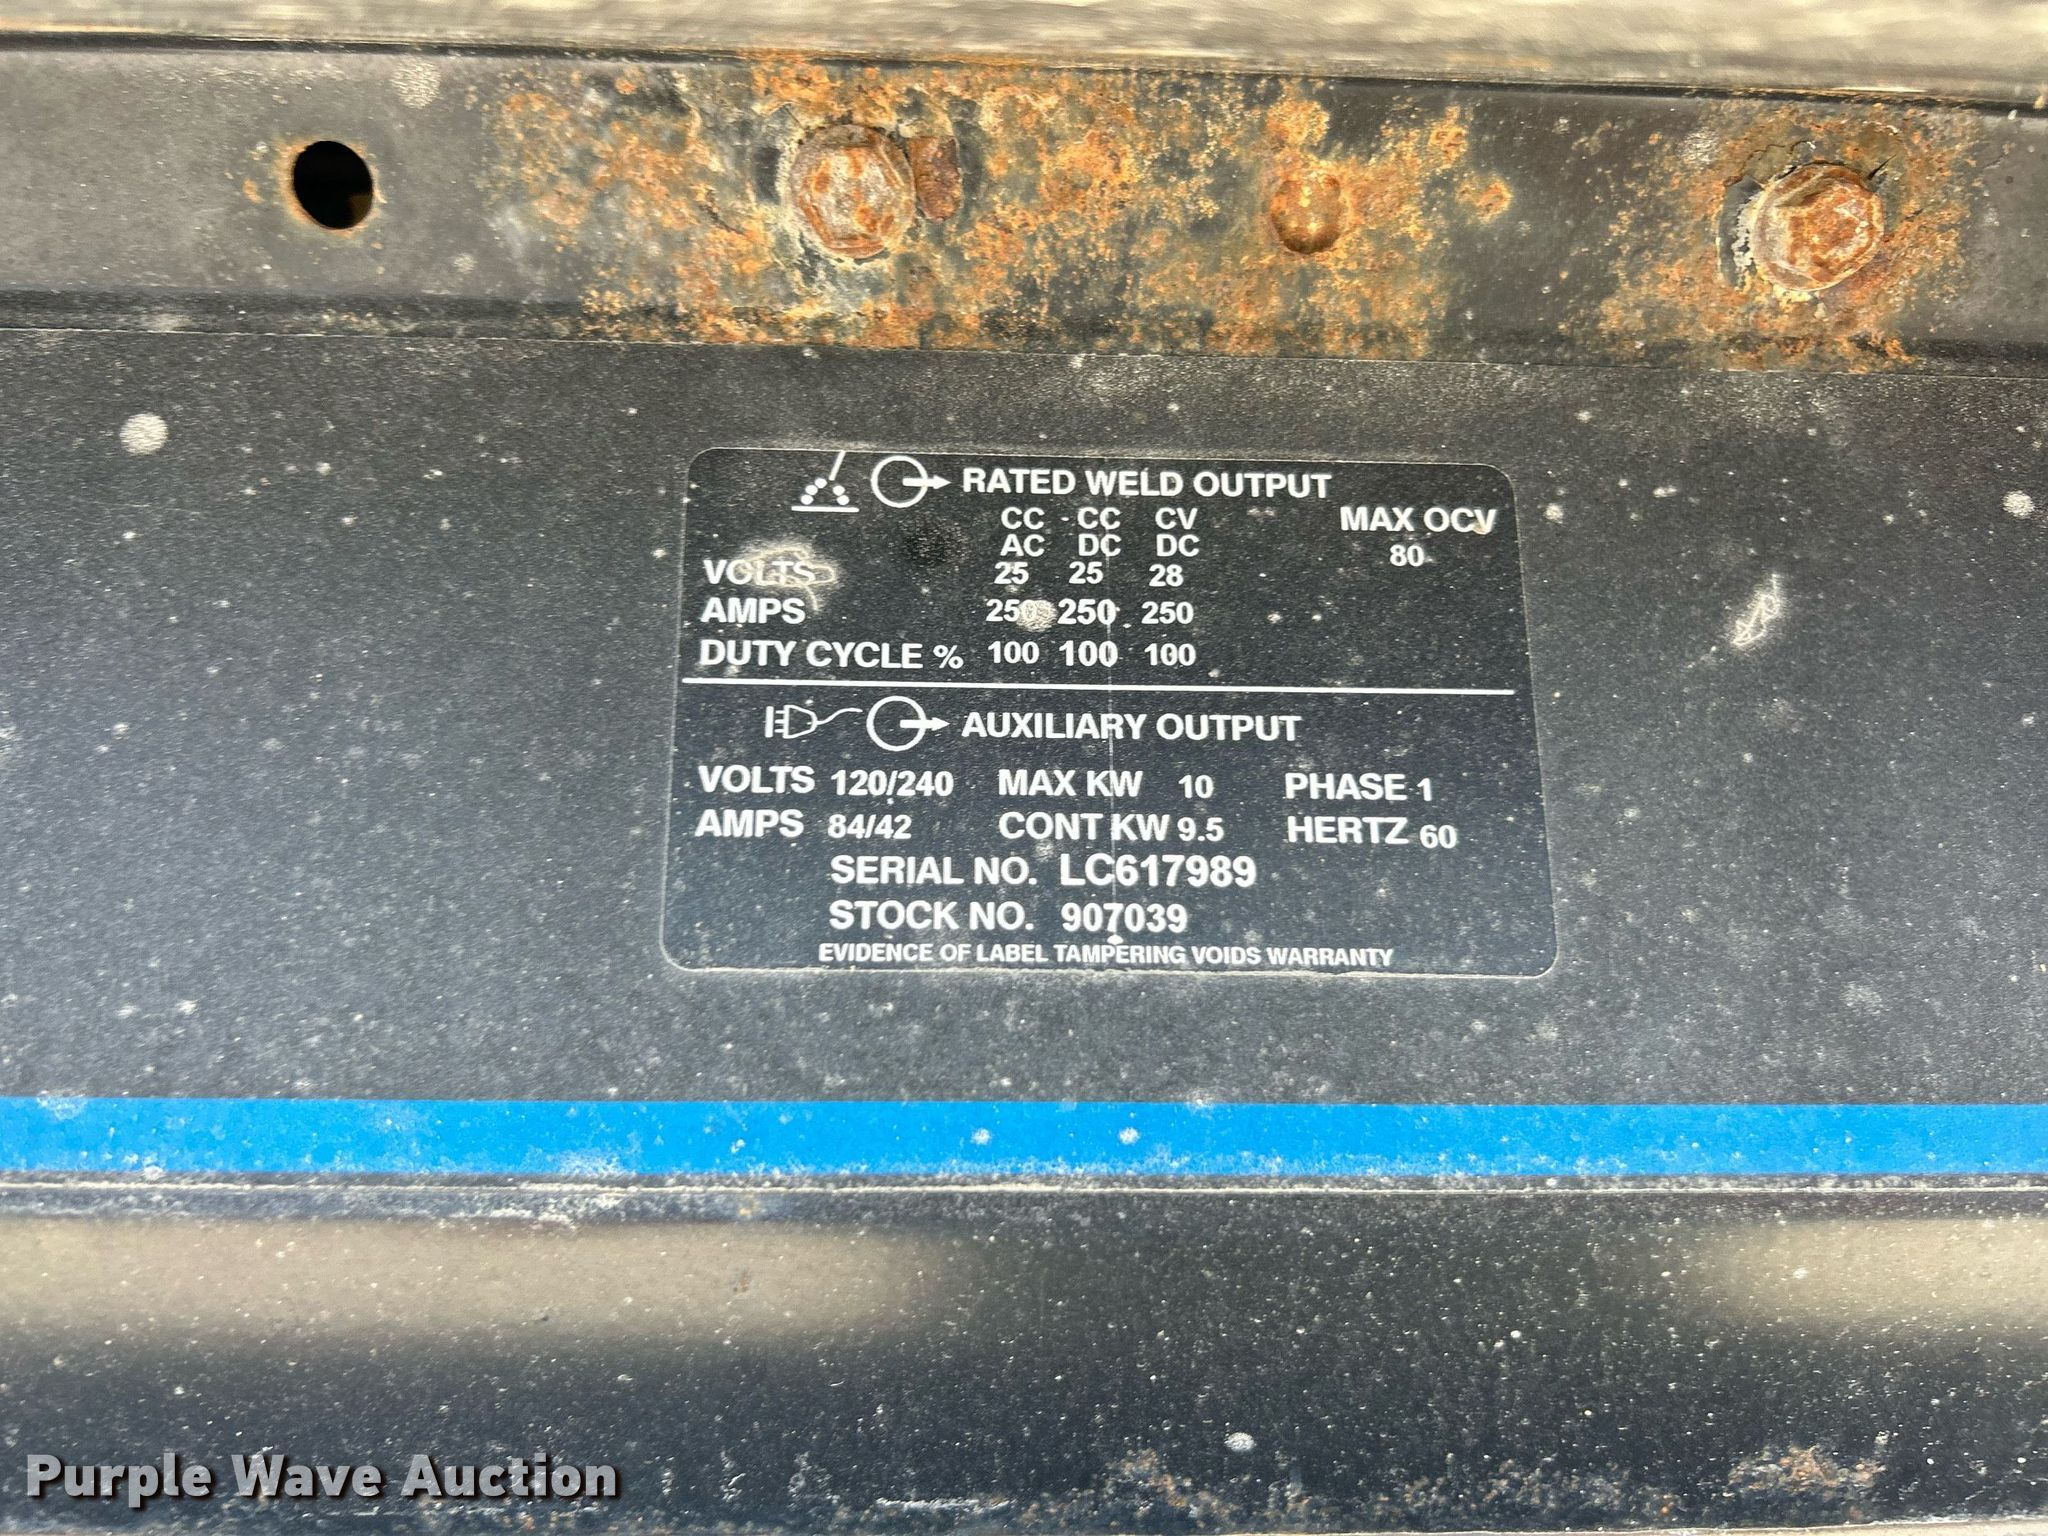 RATED WELD OUTPUT
CC CC CV MAX OCV
AC DC DC 80
VOLTS 25 25 28
AMPS 250 250 250
DUTY CYCLE % 100 100 100
AUXILIARY OUTPUT
VOLTS 120/240 MAX KW 10 PHASE 1
AMPS 84/42 CONT KW 9.5 HERTZ 60
SERIAL NO. LC617989
STOCK NO. 907039
EVIDENCE OF LABEL TAMPERING VOIDS WARRANTY
Purple Wave Auction